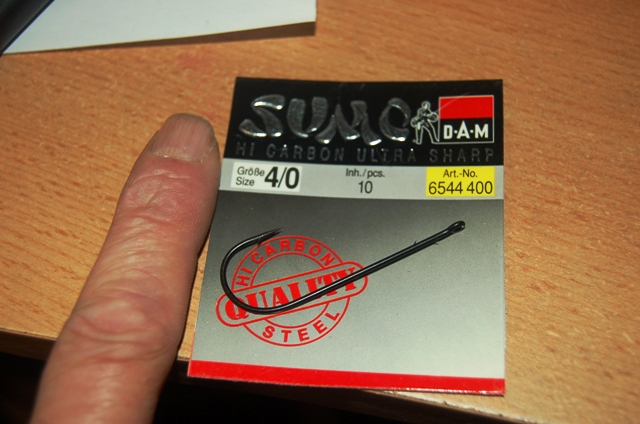 SUMO
D·A·M
HI CARBON ULTRA SHARP
Größe
Size 4/0
Inh./pcs.
10
Art.-No.
6544 400
HI CARBON
QUALITY
STEEL